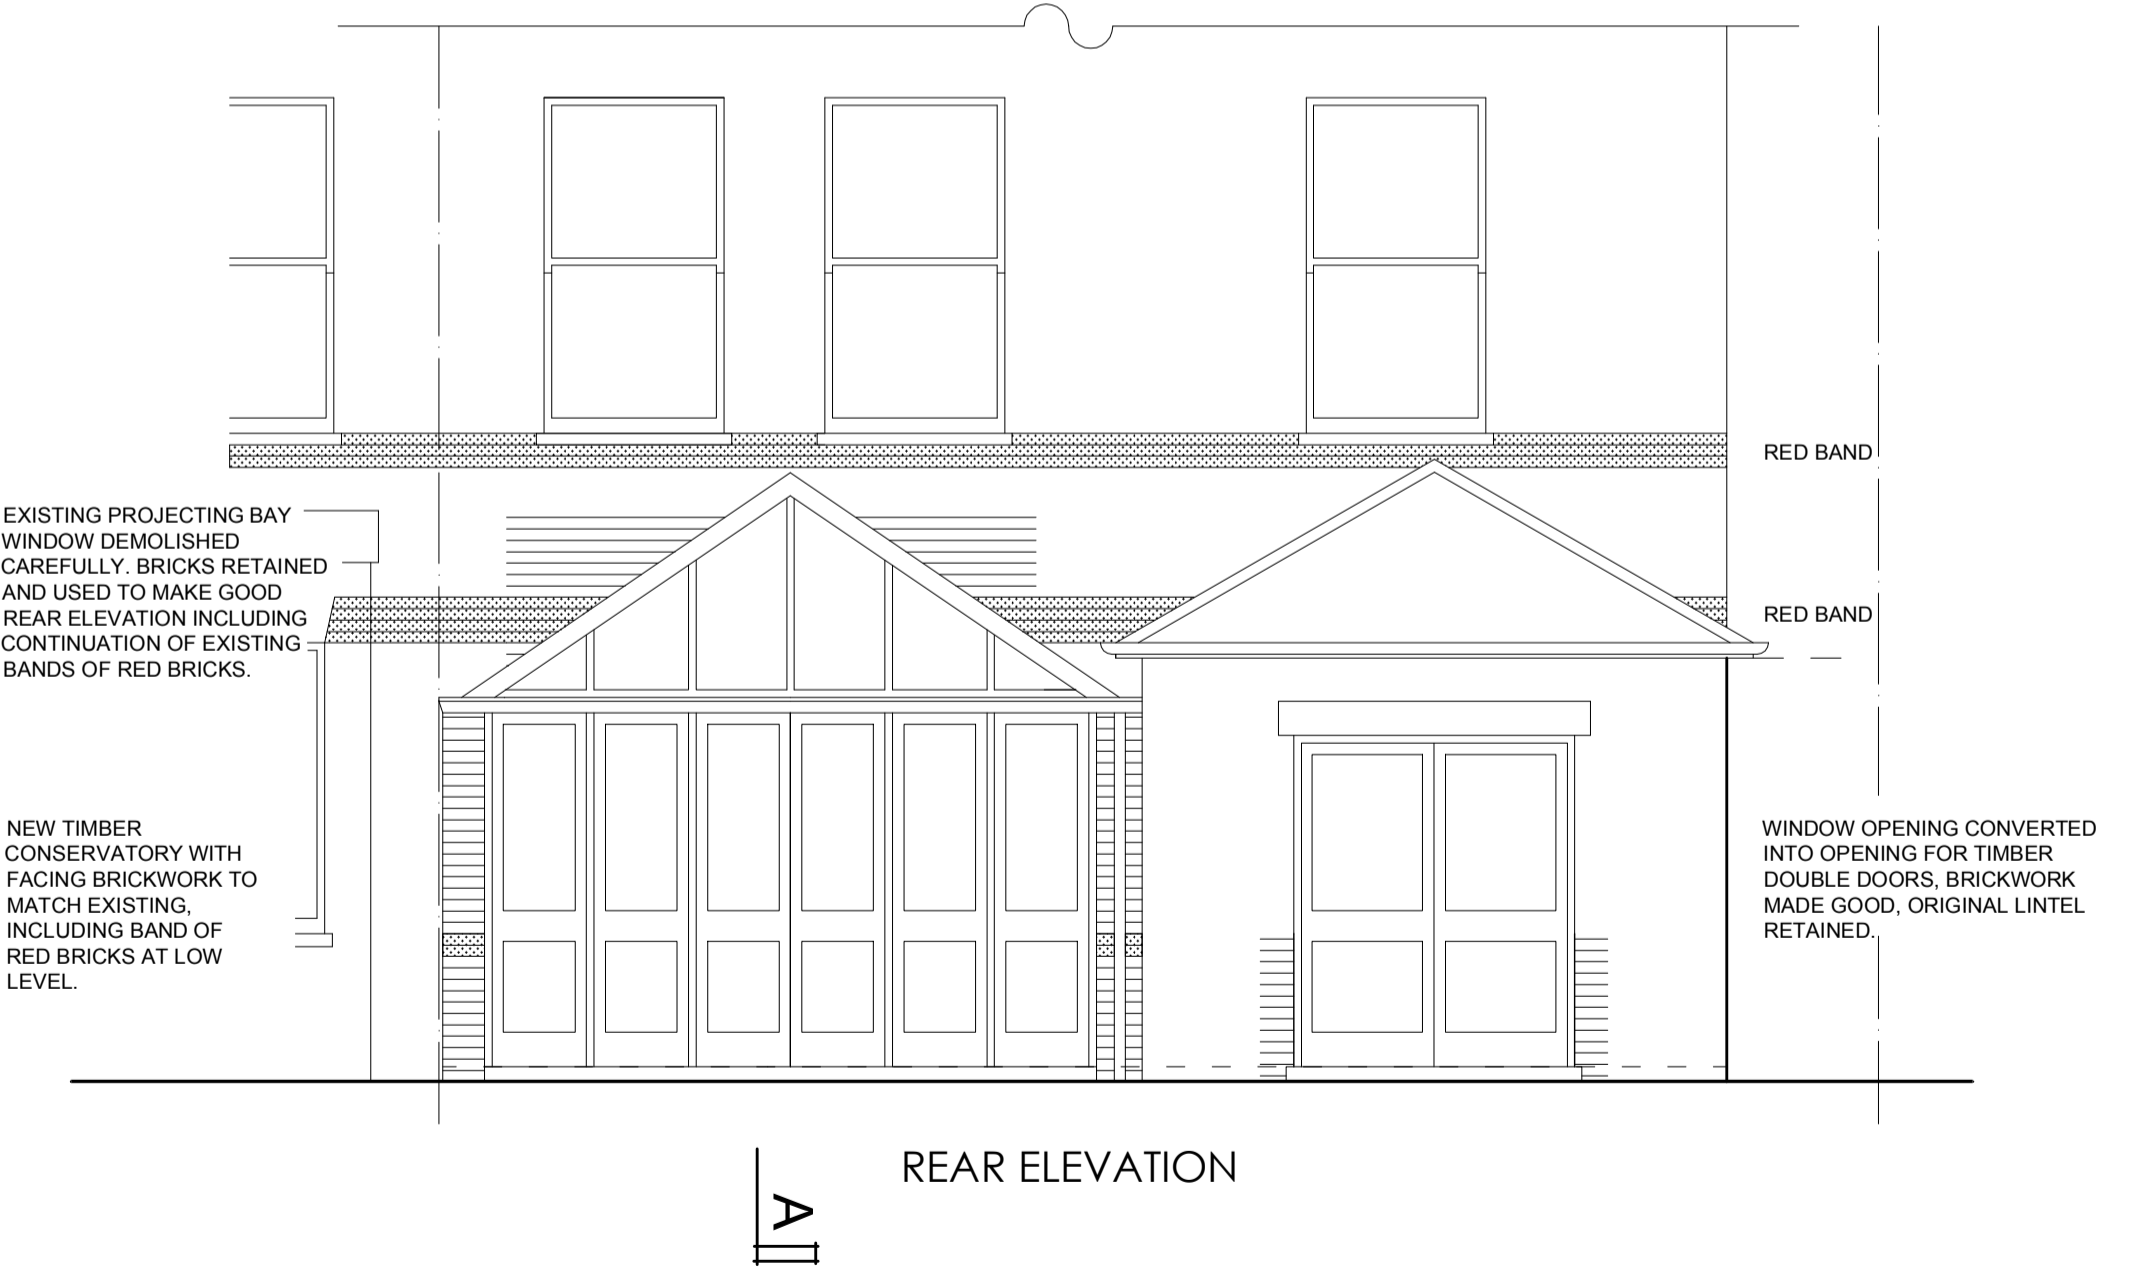 RED BAND
EXISTING PROJECTING BAY
WINDOW DEMOLISHED
CAREFULLY. BRICKS RETAINED
AND USED TO MAKE GOOD
REAR ELEVATION INCLUDING
CONTINUATION OF EXISTING
BANDS OF RED BRICKS.
RED BAND
NEW TIMBER
CONSERVATORY WITH
FACING BRICKWORK TO
MATCH EXISTING,
INCLUDING BAND OF
RED BRICKS AT LOW
LEVEL.
WINDOW OPENING CONVERTED
INTO OPENING FOR TIMBER
DOUBLE DOORS, BRICKWORK
MADE GOOD, ORIGINAL LINTEL
RETAINED.
REAR ELEVATION
A